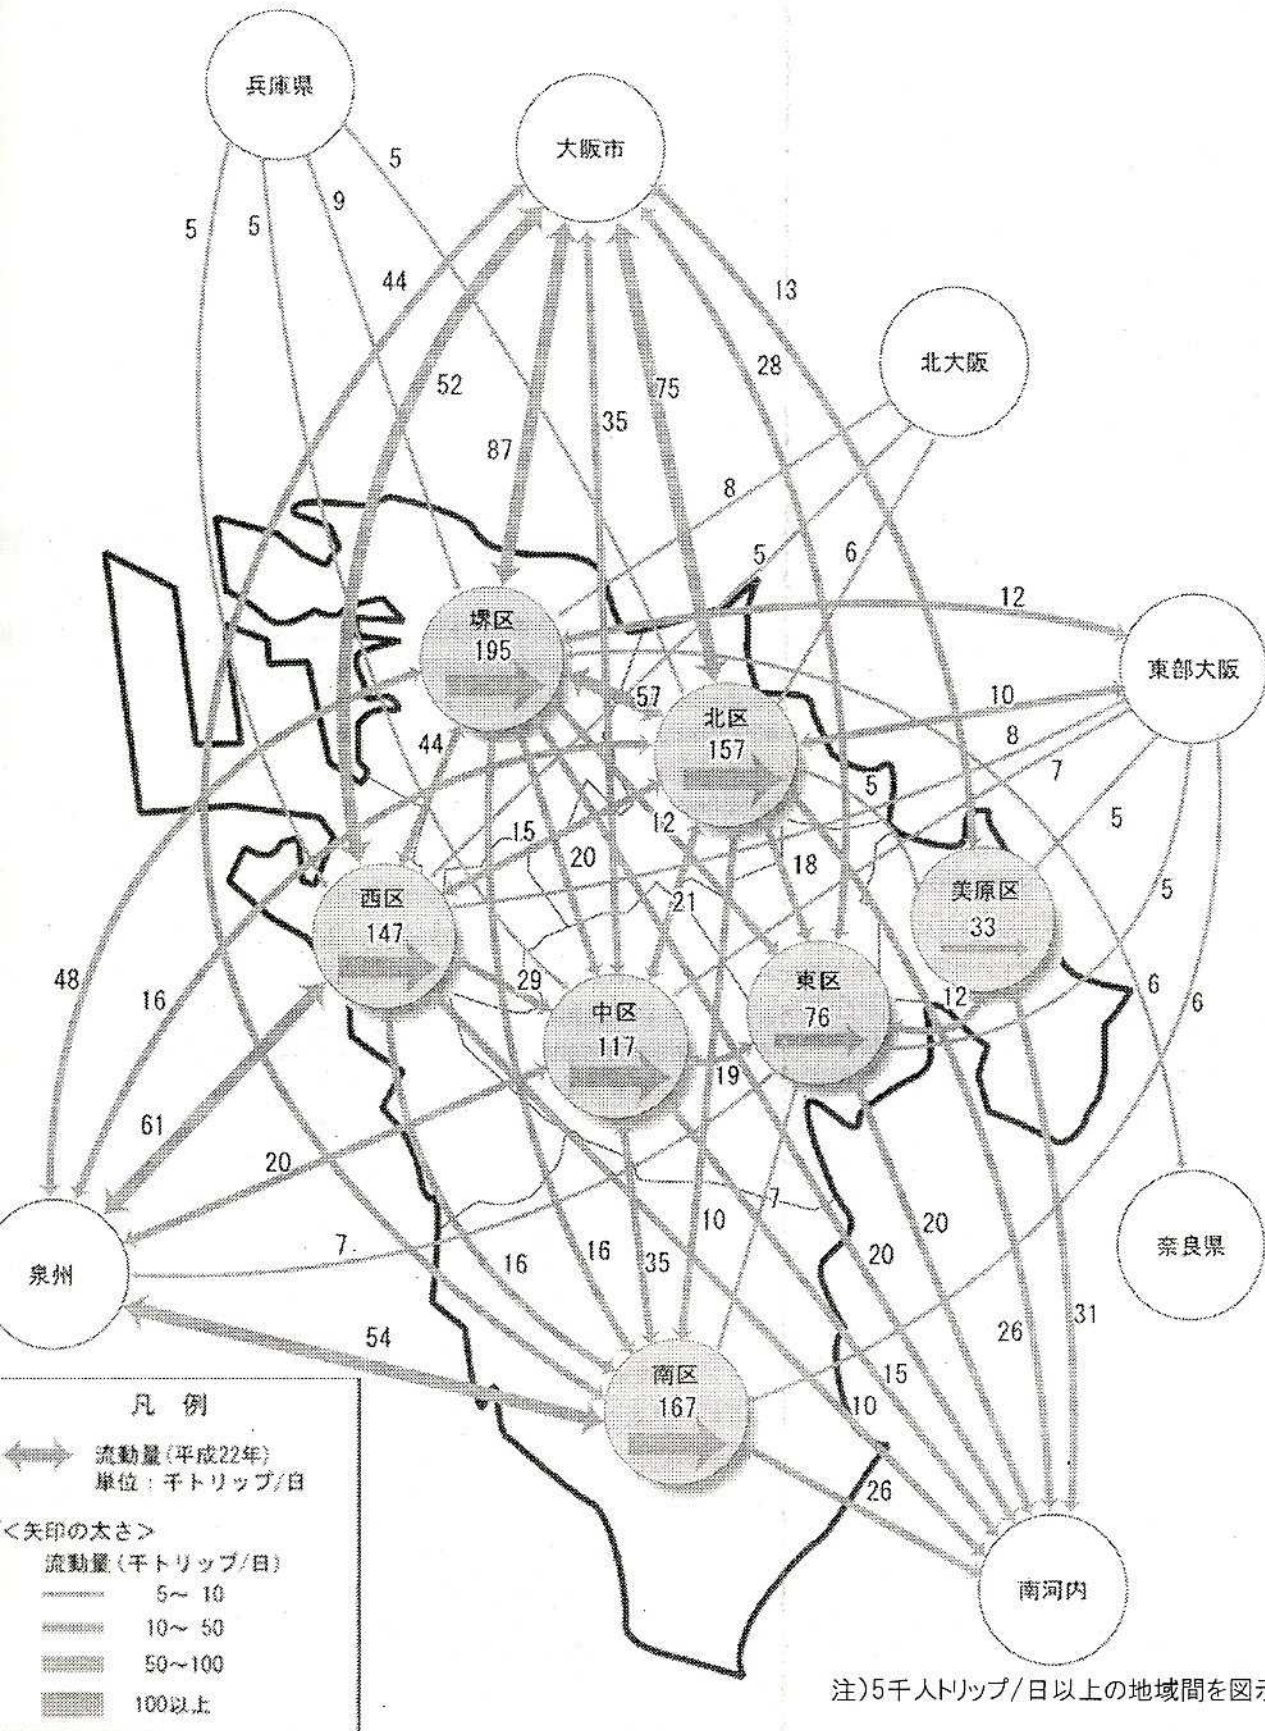 兵庫県
大阪市
5
9
5
5
44
13
北大阪
28
52
75
35
87
8
5
6
12
堺区
195
東部大阪
10
57
北区
157
44
8
7
5
5
15
12
20
18
西区
147
21
美原区
33
5
48
16
29
東区
76
12
6
6
中区
117
19
61
20
10
7
20
20
奈良県
7
泉州
16
16
35
31
26
54
南区
167
15
10
26
南河内
凡 例
流動量(平成22年)
単位:千トリップ/日
<矢印の太さ>
流動量(千トリップ/日)
5~ 10
10~ 50
50~100
100以上
注)5千人トリップ/日以上の地域間を図示